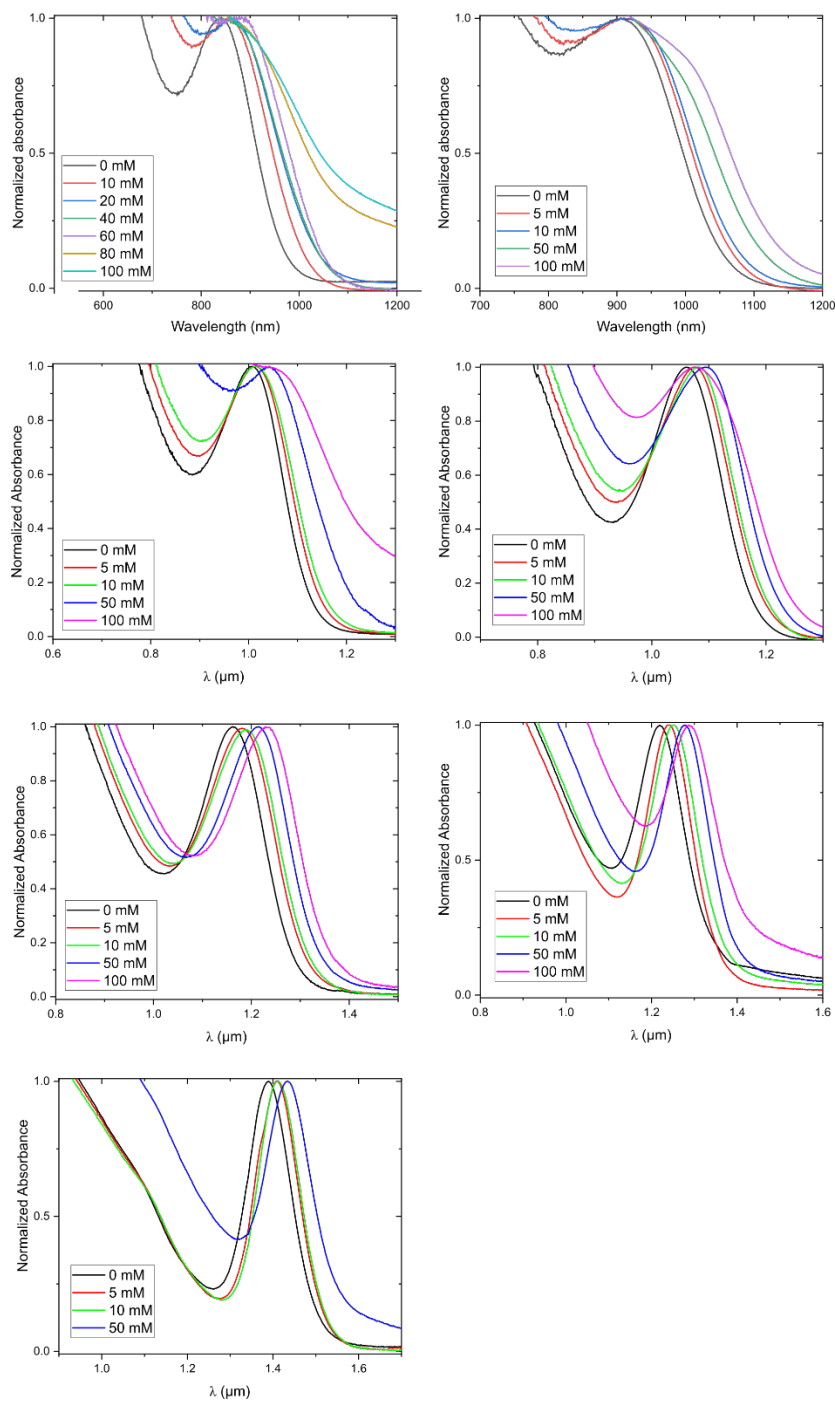 Normalized absorbance
1.0
0.5
0.0
0 mM
10 mM
20 mM
40 mM
60 mM
80 mM
100 mM
600 800 1000 1200
Wavelength (nm)
Normalized absorbance
1.0
0.5
0.0
0 mM
5 mM
10 mM
50 mM
100 mM
700 800 900 1000 1100 1200
Wavelength (nm)
Normalized Absorbance
1.0
0.8
0.6
0.4
0.2
0.0
0 mM
5 mM
10 mM
50 mM
100 mM
0.6 0.8 1.0 1.2
λ (µm)
Normalized Absorbance
1.0
0.8
0.6
0.4
0.2
0.0
0 mM
5 mM
10 mM
50 mM
100 mM
0.8 1.0 1.2
λ (µm)
Normalized Absorbance
1.0
0.8
0.6
0.4
0.2
0.0
0 mM
5 mM
10 mM
50 mM
100 mM
1.0 1.2 1.4
λ (µm)
Normalized Absorbance
1.0
0.5
0.0
0 mM
5 mM
10 mM
50 mM
100 mM
0.8 1.0 1.2 1.4 1.6
λ (µm)
Normalized Absorbance
1.0
0.5
0.0
0 mM
5 mM
10 mM
50 mM
1.0 1.2 1.4 1.6
λ (µm)